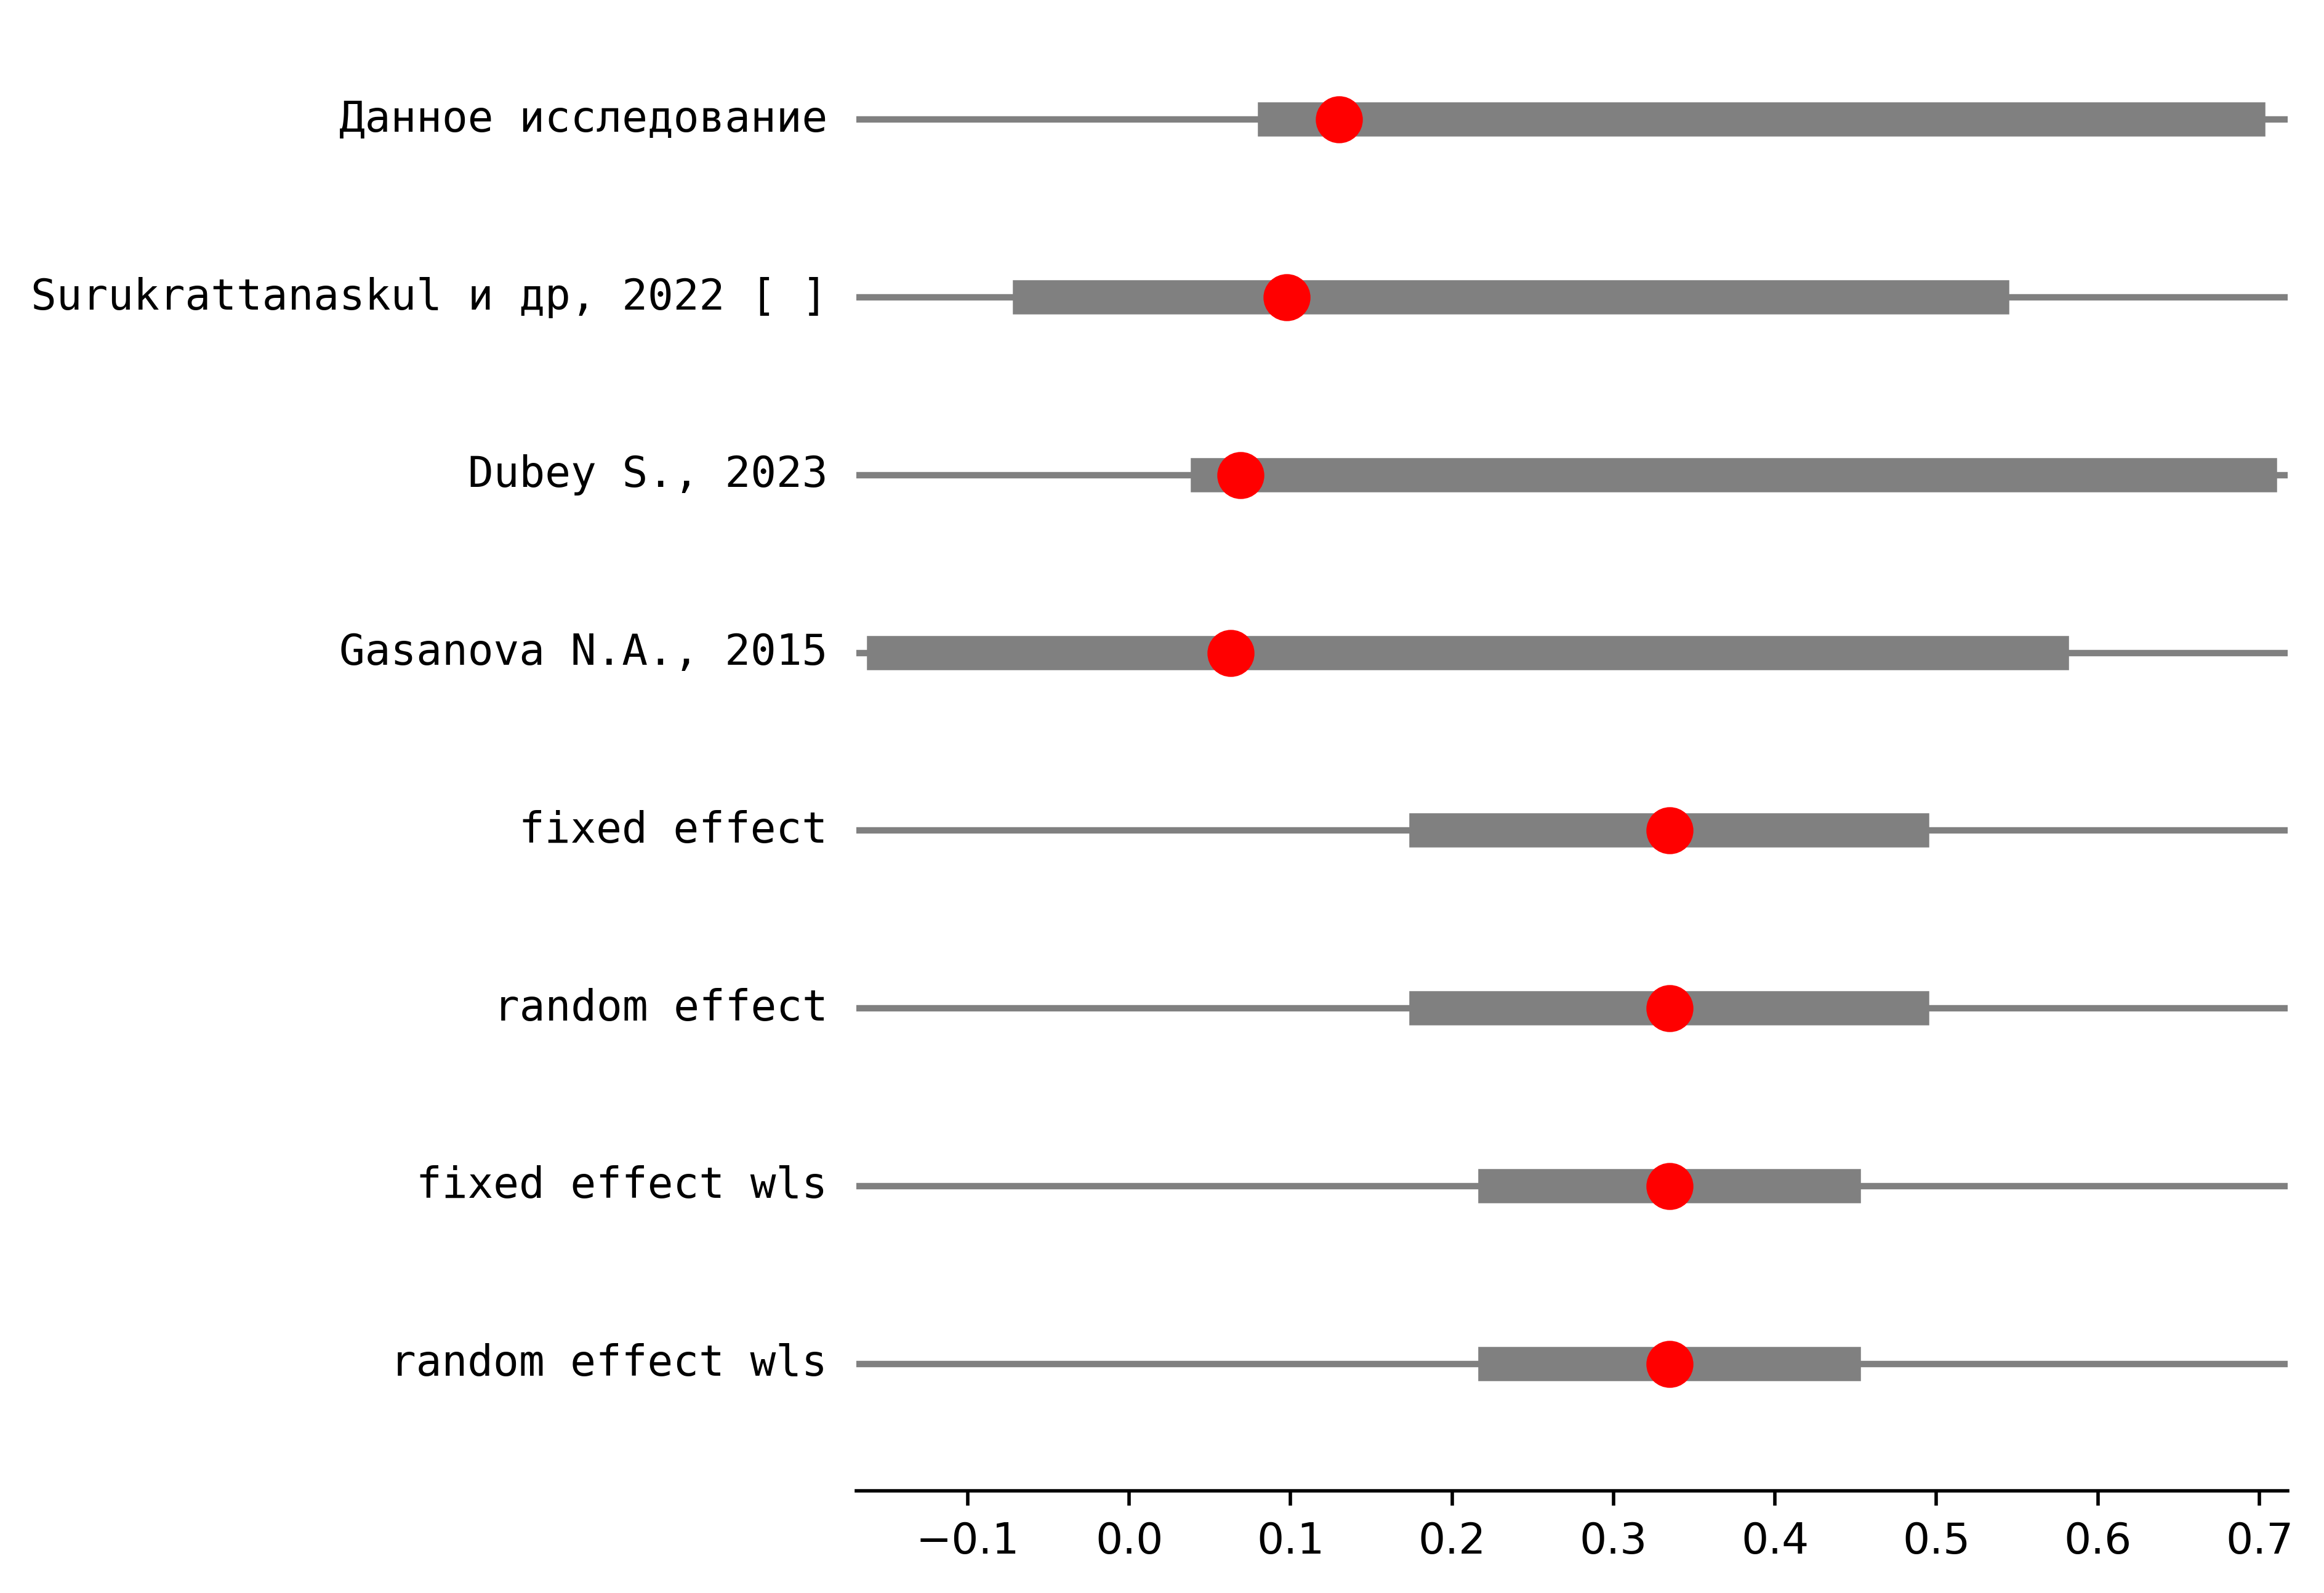 Данное исследование
Surukrattanaskul и др, 2022 [ ]
Dubey S., 2023
Gasanova N.A., 2015
fixed effect
random effect
fixed effect wls
random effect wls
−0.1 0.0 0.1 0.2 0.3 0.4 0.5 0.6 0.7